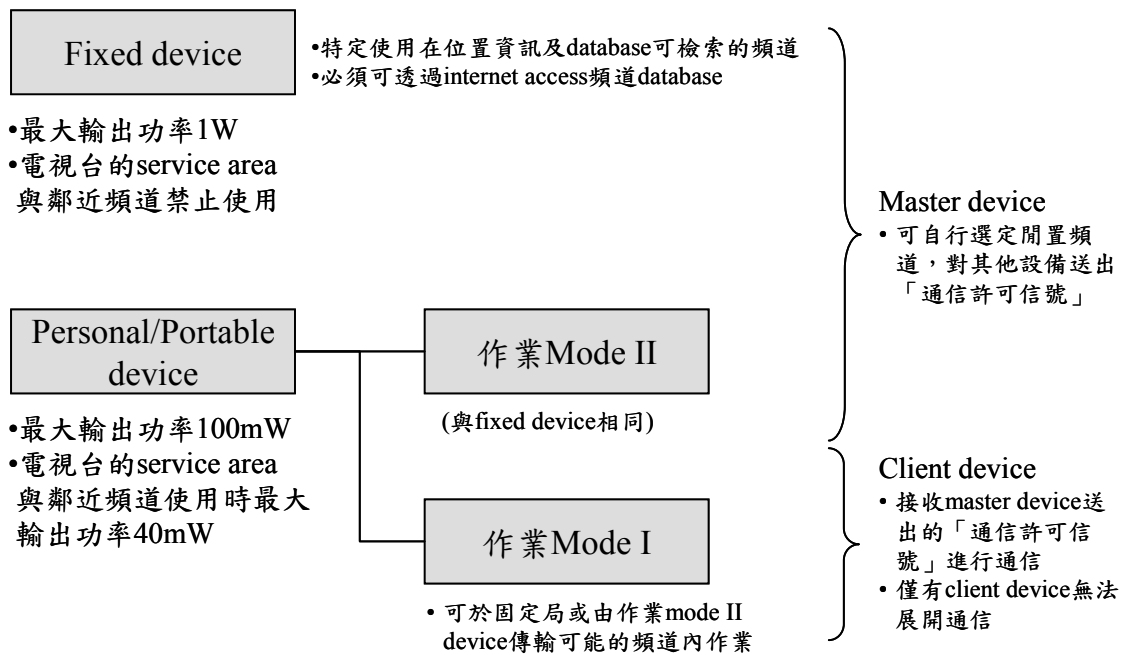 Fixed device
•特定使用在位置資訊及database可檢索的頻道
•必須可透過internet access頻道database
•最大輸出功率1W
•電視台的service area
與鄰近頻道禁止使用
Master device
• 可自行選定閒置頻
道,對其他設備送出
「通信許可信號」
Personal/Portable
device
作業Mode II
(與fixed device相同)
•最大輸出功率100mW
•電視台的service area
與鄰近頻道使用時最大
輸出功率40mW
Client device
• 接收master device送
出的「通信許可信
號」進行通信
• 僅有client device無法
展開通信
作業Mode I
• 可於固定局或由作業mode II
device傳輸可能的頻道內作業